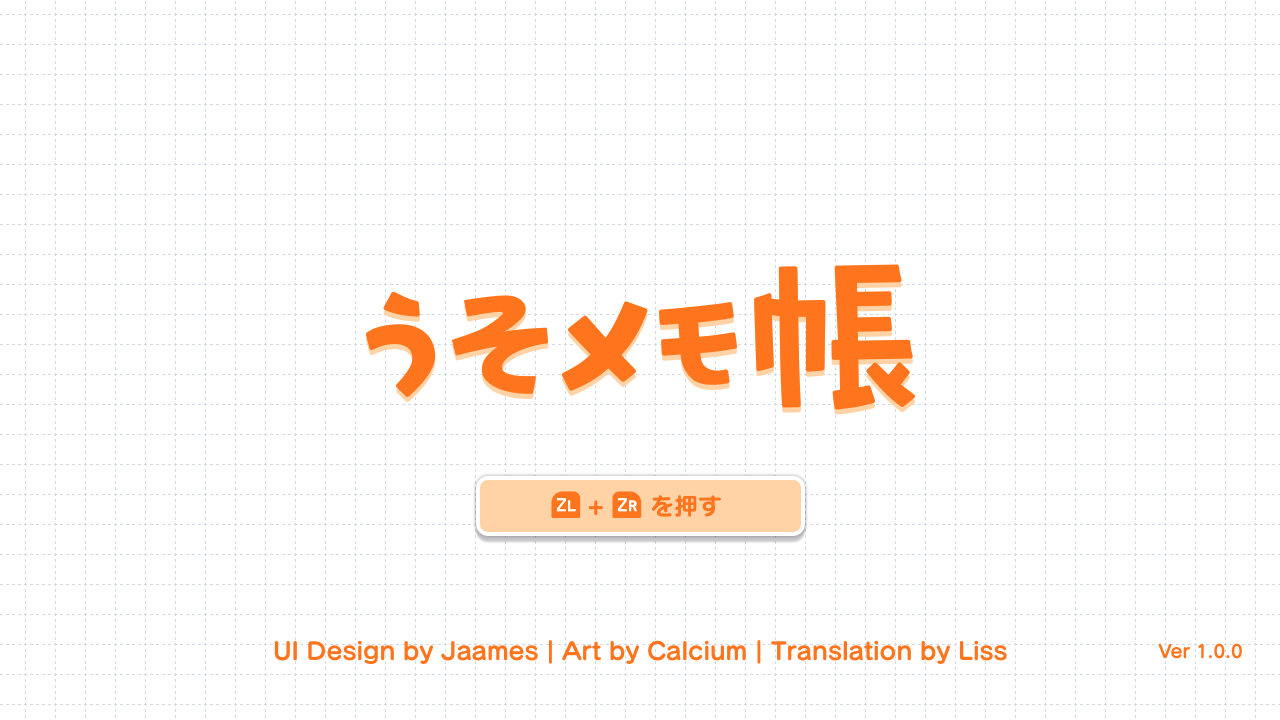 うそメモ帳
ZL + ZR を押す
UI Design by Jaames | Art by Calcium | Translation by Liss
Ver 1.0.0